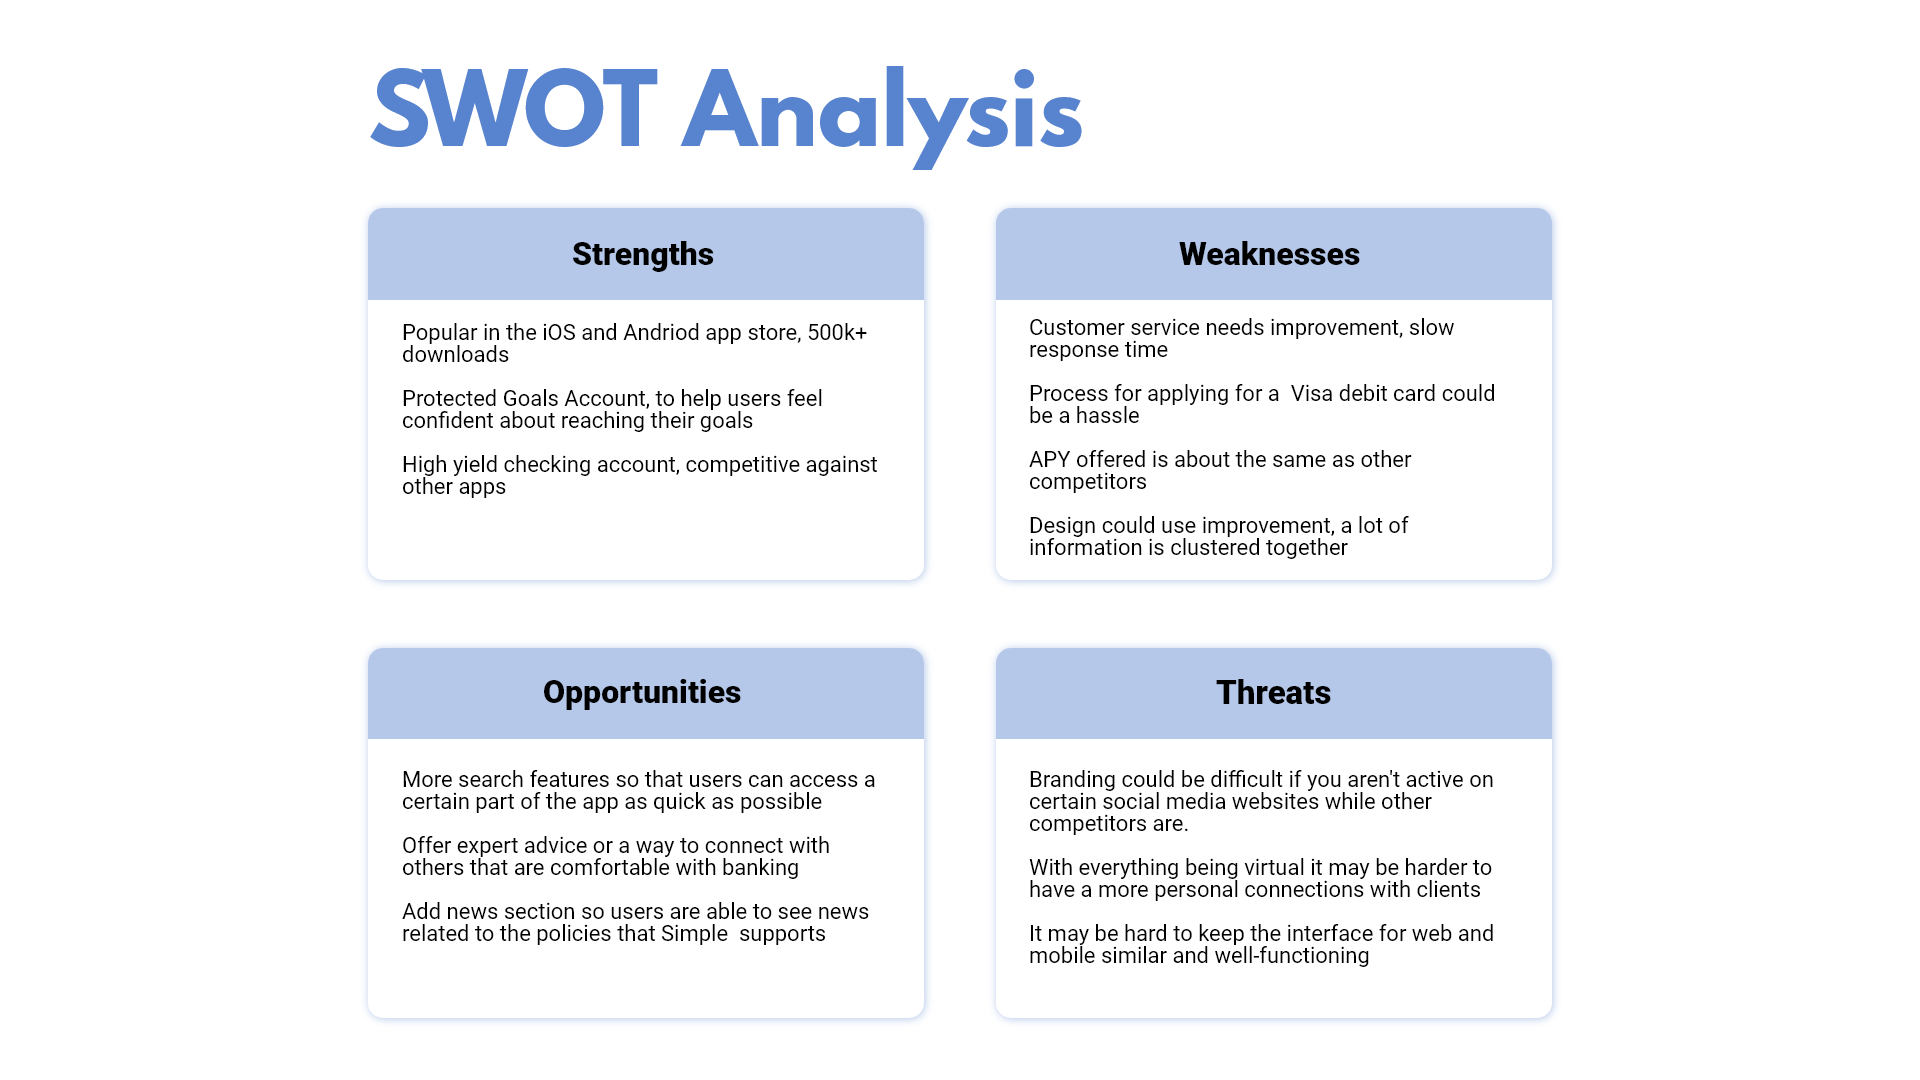 SWOT Analysis
Strengths
Popular in the iOS and Andriod app store, 500k+
downloads
Protected Goals Account, to help users feel
confident about reaching their goals
High yield checking account, competitive against
other apps
Weaknesses
Customer service needs improvement, slow
response time
Process for applying for a  Visa debit card could
be a hassle
APY offered is about the same as other
competitors
Design could use improvement, a lot of
information is clustered together
Opportunities
More search features so that users can access a
certain part of the app as quick as possible
Offer expert advice or a way to connect with
others that are comfortable with banking
Add news section so users are able to see news
related to the policies that Simple  supports
Threats
Branding could be difficult if you aren't active on
certain social media websites while other
competitors are.
With everything being virtual it may be harder to
have a more personal connections with clients
It may be hard to keep the interface for web and
mobile similar and well-functioning